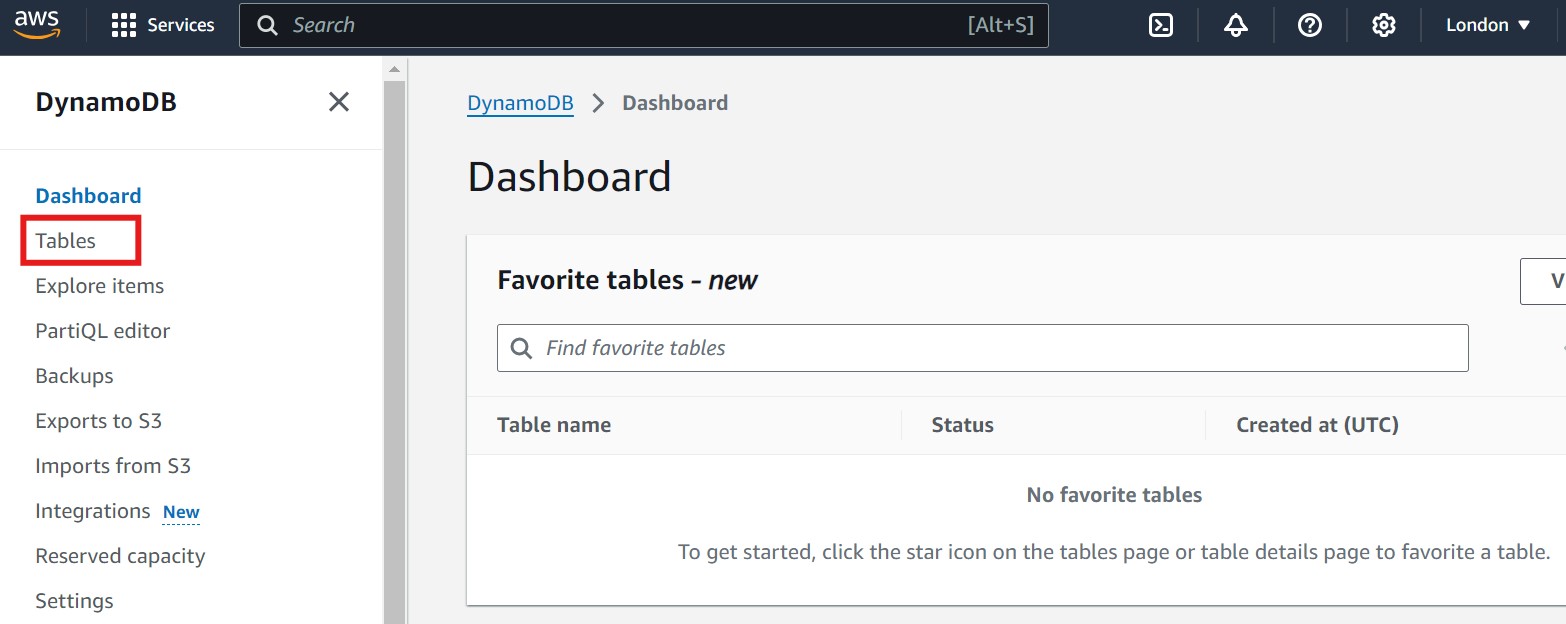 aws Services Search [Alt+S] London
DynamoDB
Dashboard
Tables
Explore items
PartiQL editor
Backups
Exports to S3
Imports from S3
Integrations New
Reserved capacity
Settings
DynamoDB Dashboard
Dashboard
Favorite tables - new
V
Find favorite tables
Table name Status Created at (UTC)
No favorite tables
To get started, click the star icon on the tables page or table details page to favorite a table.